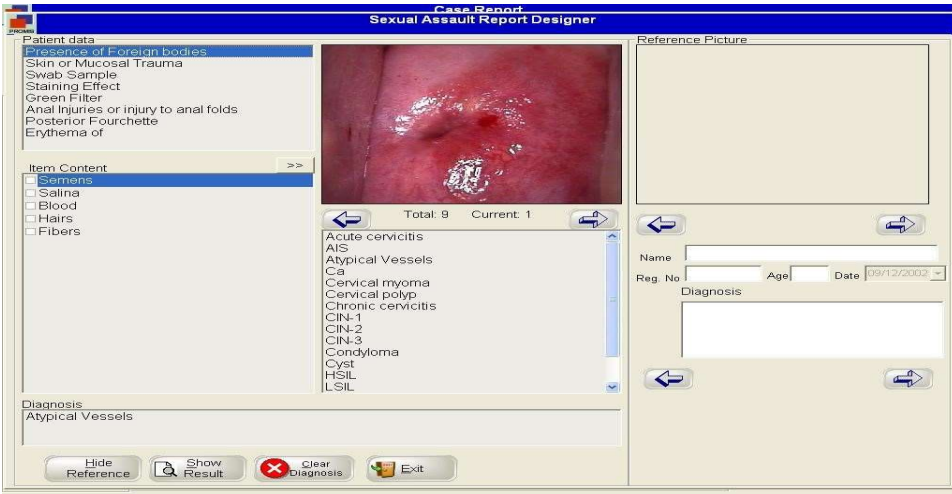 Case Report
Sexual Assault Report Designer
PROMIS
Patient data
Presence of Foreign bodies
Skin or Mucosal Trauma
Swab Sample
Staining Effect
Green Filter
Anal Injuries or injury to anal folds
Posterior Fourchette
Erythema of
Item Content
>>
Semens
Salina
Blood
Hairs
Fibers
Total: 9 Current: 1
Acute cervicitis
AIS
Atypical Vessels
Ca
Cervical myoma
Cervical polyp
Chronic cervicitis
CIN-1
CIN-2
CIN-3
Condyloma
Cyst
HSIL
LSIL
Reference Picture
Name
Reg. No Age Date 09/12/2002
Diagnosis
Diagnosis
Atypical Vessels
Hide
Reference
Show
Result
Clear
Diagnosis
Exit